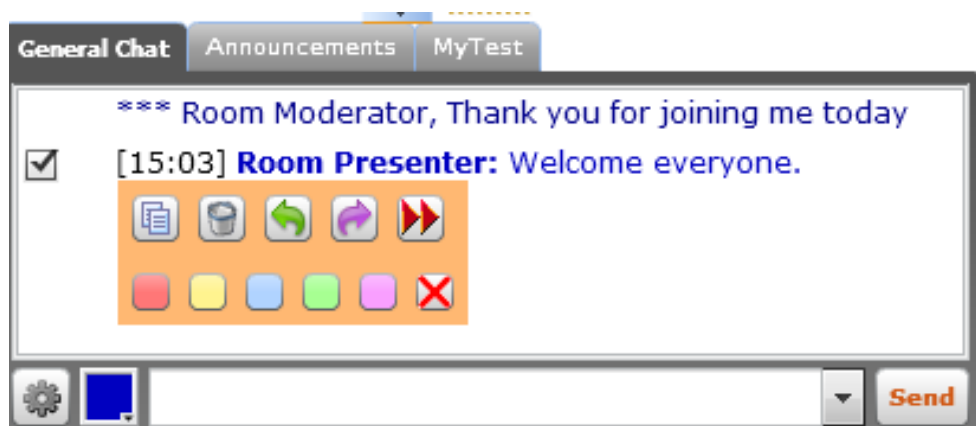 General Chat Announcements MyTest
*** Room Moderator, Thank you for joining me today
[15:03] Room Presenter: Welcome everyone.
Send